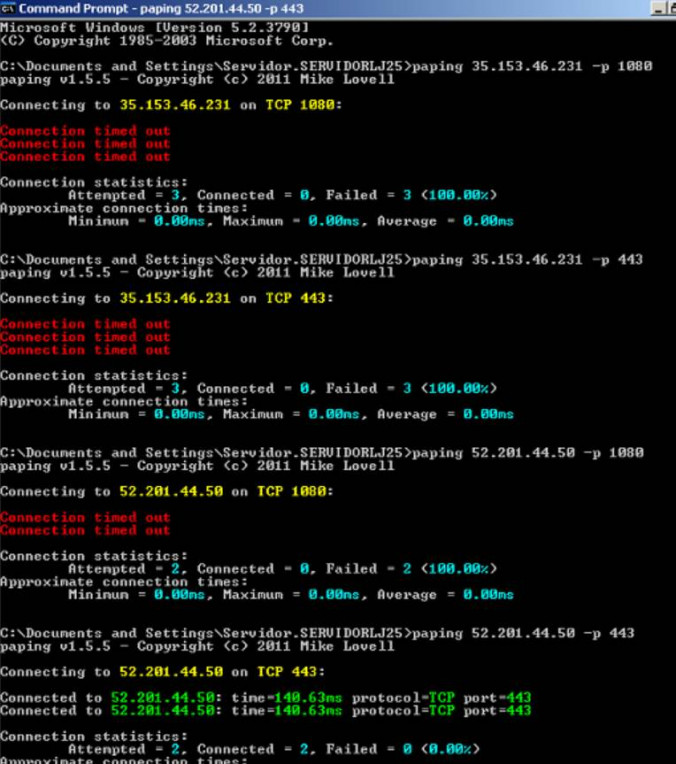 Command Prompt - paping 52.201.44.50 -p 443
Microsoft Windows [Version 5.2.3790]
(C) Copyright 1985-2003 Microsoft Corp.
C:\Documents and Settings\Servidor.SERVIDORLJ25>paping 35.153.46.231 -p 1080
paping v1.5.5 - Copyright (c) 2011 Mike Lovell
Connecting to 35.153.46.231 on TCP 1080:
Connection timed out
Connection timed out
Connection timed out
Connection statistics:
Attempted = 3, Connected = 0, Failed = 3 (100.00%)
Approximate connection times:
Minimum = 0.00ms, Maximum = 0.00ms, Average = 0.00ms
C:\Documents and Settings\Servidor.SERVIDORLJ25>paping 35.153.46.231 -p 443
paping v1.5.5 - Copyright (c) 2011 Mike Lovell
Connecting to 35.153.46.231 on TCP 443:
Connection timed out
Connection timed out
Connection timed out
Connection statistics:
Attempted = 3, Connected = 0, Failed = 3 (100.00%)
Approximate connection times:
Minimum = 0.00ms, Maximum = 0.00ms, Average = 0.00ms
C:\Documents and Settings\Servidor.SERVIDORLJ25>paping 52.201.44.50 -p 1080
paping v1.5.5 - Copyright (c) 2011 Mike Lovell
Connecting to 52.201.44.50 on TCP 1080:
Connection timed out
Connection timed out
Connection statistics:
Attempted = 2, Connected = 0, Failed = 2 (100.00%)
Approximate connection times:
Minimum = 0.00ms, Maximum = 0.00ms, Average = 0.00ms
C:\Documents and Settings\Servidor.SERVIDORLJ25>paping 52.201.44.50 -p 443
paping v1.5.5 - Copyright (c) 2011 Mike Lovell
Connecting to 52.201.44.50 on TCP 443:
Connected to 52.201.44.50: time=140.63ms protocol=TCP port=443
Connected to 52.201.44.50: time=140.63ms protocol=TCP port=443
Connection statistics:
Attempted = 2, Connected = 2, Failed = 0 (0.00%)
Approximate connection times: